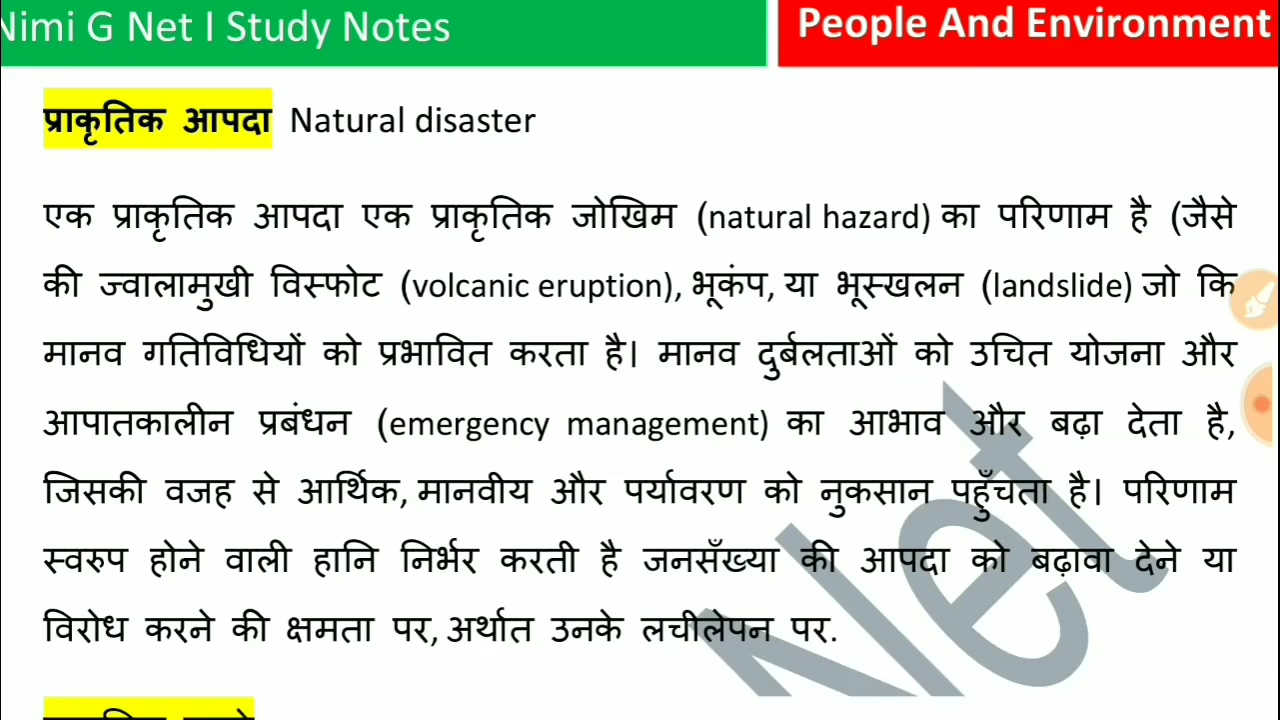 Nimi G Net I Study Notes
People And Environment
प्राकृतिक आपदा Natural disaster
एक प्राकृतिक आपदा एक प्राकृतिक जोखिम (natural hazard) का परिणाम है (जैसे
की ज्वालामुखी विस्फोट (volcanic eruption), भूकंप, या भूस्खलन (landslide) जो कि
मानव गतिविधियों को प्रभावित करता है। मानव दुर्बलताओं को उचित योजना और
आपातकालीन प्रबंधन (emergency management) का आभाव और बढ़ा देता है,
जिसकी वजह से आर्थिक, मानवीय और पर्यावरण को नुकसान पहुँचता है। परिणाम
स्वरुप होने वाली हानि निर्भर करती है जनसँख्या की आपदा को बढ़ावा देने या
विरोध करने की क्षमता पर, अर्थात उनके लचीलेपन पर.
Net